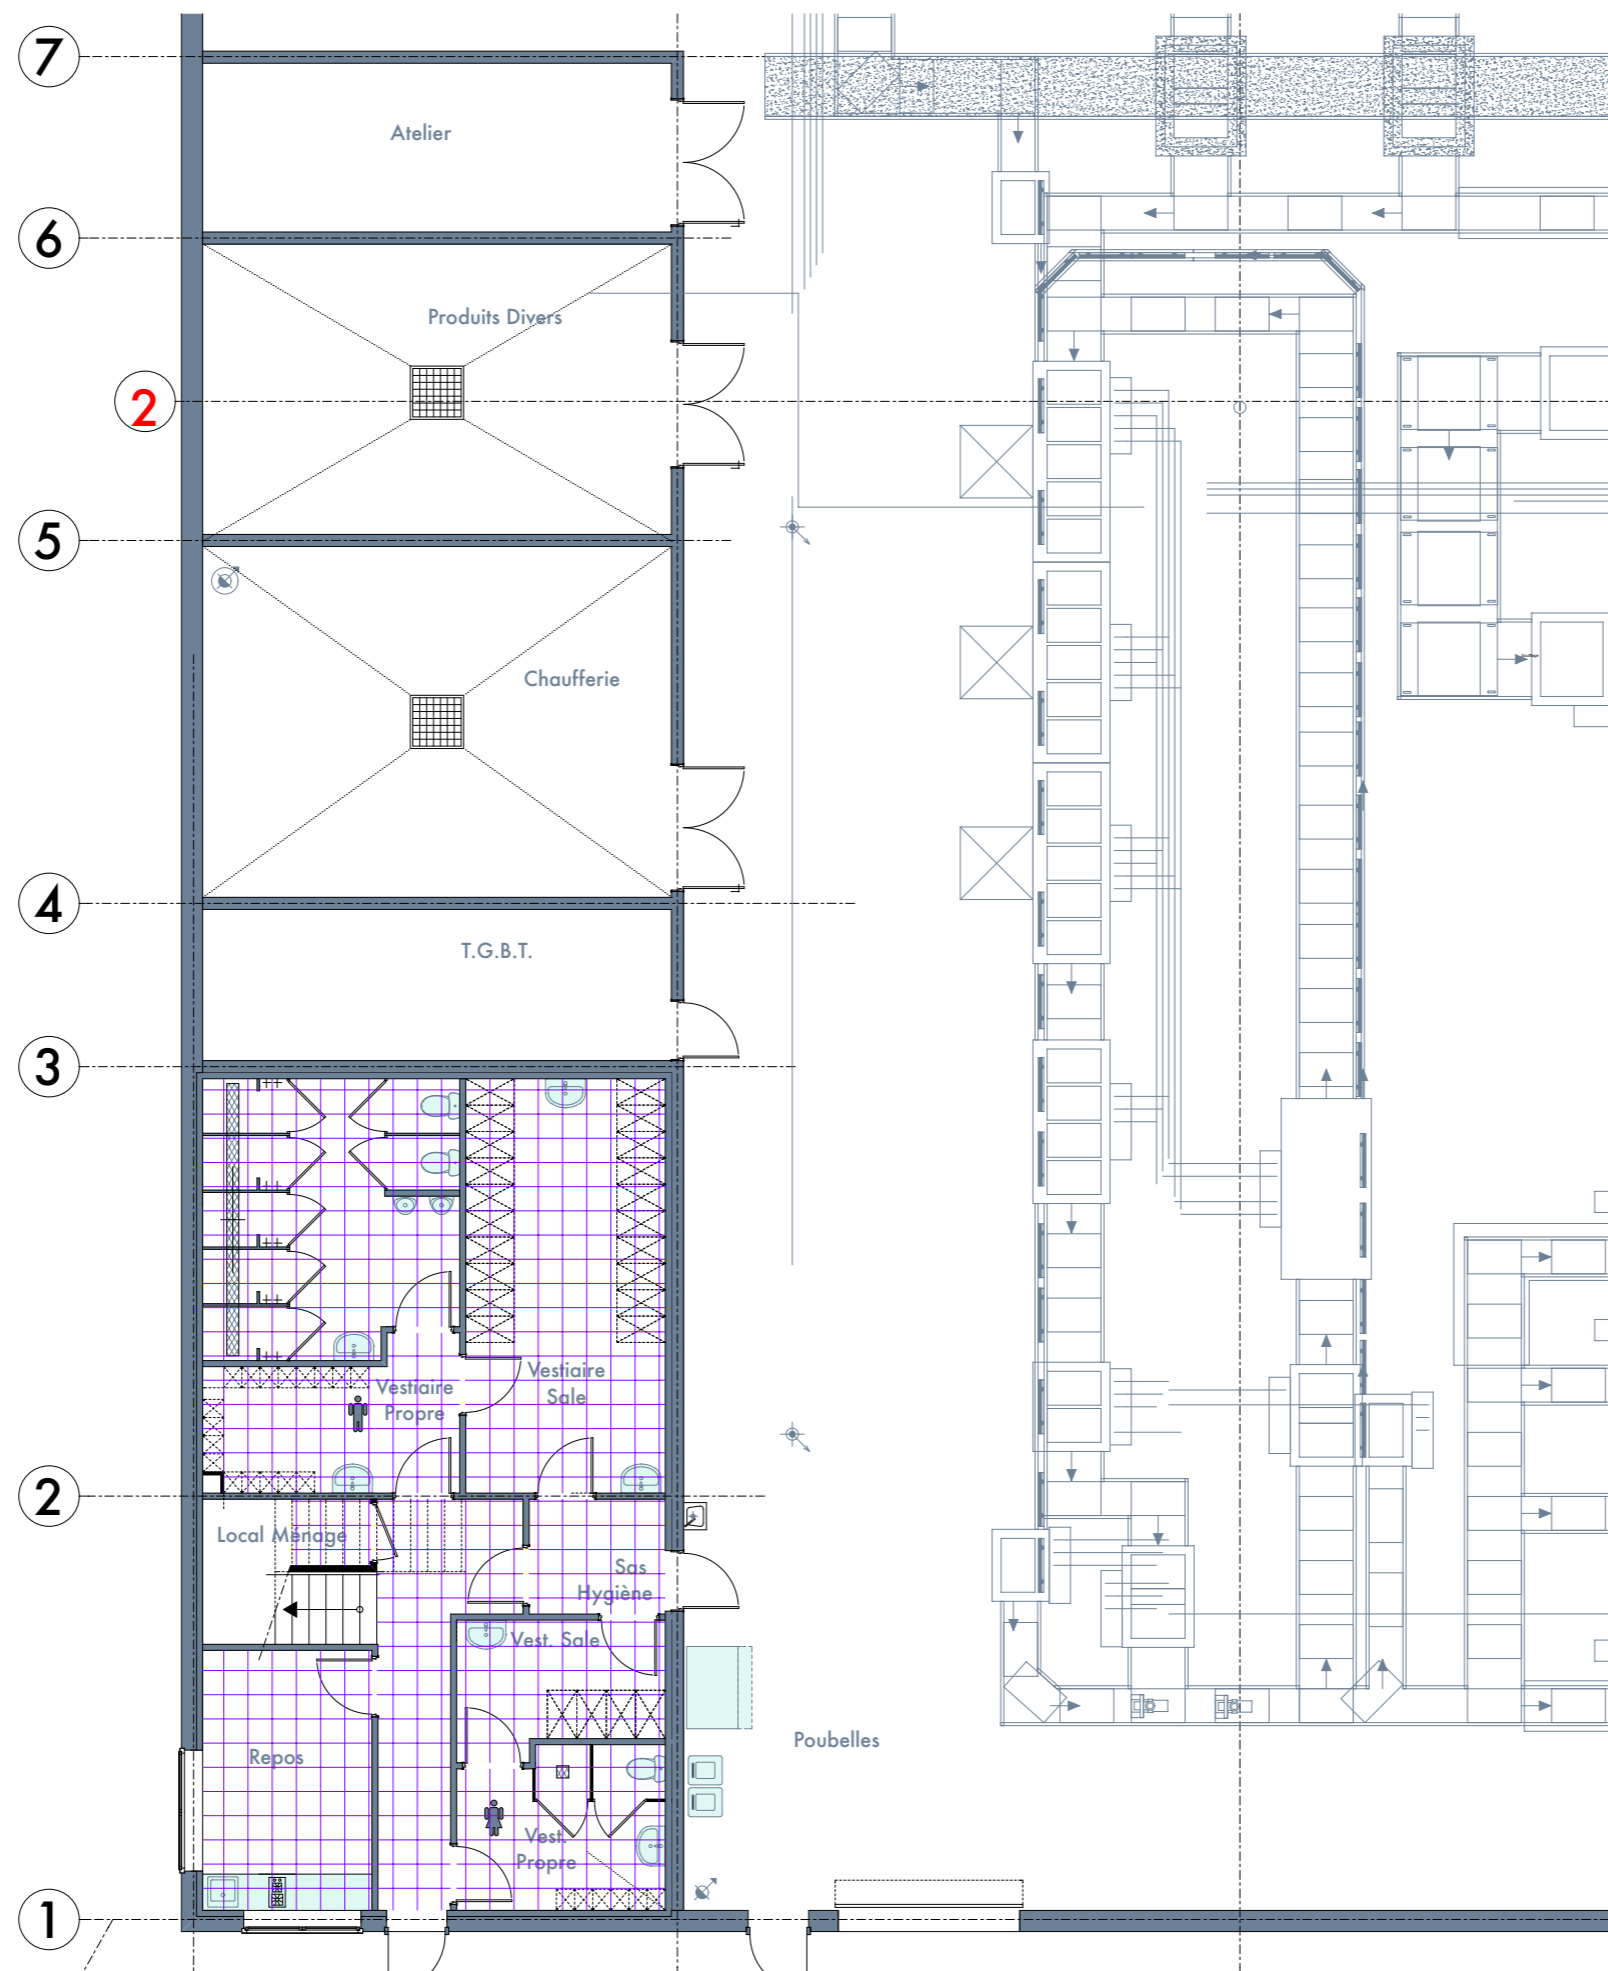 7
Atelier
6
Produits Divers
2
5
Chaufferie
4
T.G.B.T.
3
Vestiaire
Sale
Vestiaire
Propre
2
Local Ménage
Sas
Hygiène
Vest. Sale
Repos
Poubelles
Vest.
Propre
1